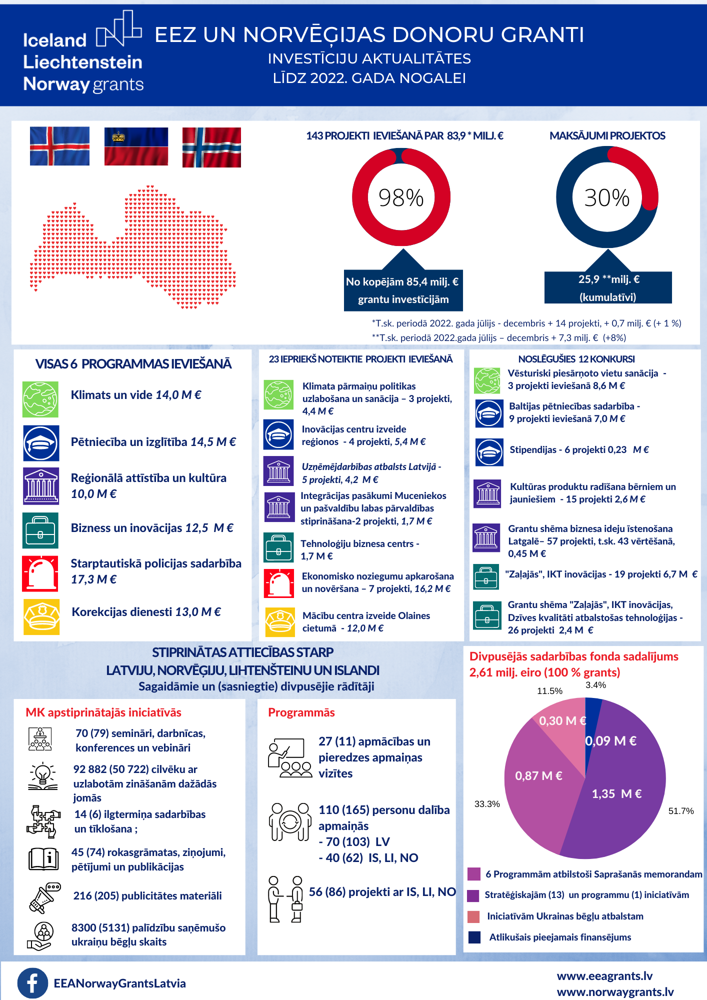 Iceland
Liechtenstein
Norway grants
EEZ UN NORVĒĢIJAS DONORU GRANTI
INVESTĪCIJU AKTUALITĀTES
LĪDZ 2022. GADA NOGALEI
143 PROJEKTI IEVIEŠANĀ PAR 83,9 * MILJ. €
98%
No kopējām 85,4 milj. €
grantu investīcijām
MAKSĀJUMI PROJEKTOS
30%
25,9 **milj. €
(kumulatīvi)
*T.sk. periodā 2022. gada jūlijs - decembris + 14 projekti, + 0,7 milj. € (+ 1 %)
**T.sk. periodā 2022.gada jūlijs – decembris + 7,3 milj. € (+8%)
VISAS 6 PROGRAMMAS IEVIEŠANĀ
Klimats un vide 14,0 M €
Pētniecība un izglītība 14,5 M €
Reģionālā attīstība un kultūra
10,0 M €
Bizness un inovācijas 12,5 M €
Starptautiskā policijas sadarbība
17,3 M €
Korekcijas dienesti 13,0 M €
23 IEPRIEKŠ NOTEIKTIE PROJEKTI IEVIEŠANĀ
Klimata pārmaiņu politikas
uzlabošana un sanācija – 3 projekti,
4,4 M €
Inovācijas centru izveide
reģionos - 4 projekti, 5,4 M €
Uzņēmējdarbības atbalsts Latvijā -
5 projekti, 4,2 M €
Integrācijas pasākumi Muceniekos
un pašvaldību labas pārvaldības
stiprināšana-2 projekti, 1,7 M €
Tehnoloģiju biznesa centrs -
1,7 M €
Ekonomisko noziegumu apkarošana
un novēršana – 7 projekti, 16,2 M €
Mācību centra izveide Olaines
cietumā - 12,0 M €
NOSLĒGUŠIES 12 KONKURSI
Vēsturiski piesārņoto vietu sanācija -
3 projekti ieviešanā 8,6 M €
Baltijas pētniecības sadarbība -
9 projekti ieviešanā 7,0 M €
Stipendijas - 6 projekti 0,23 M €
Kultūras produktu radīšana bērniem un
jauniešiem - 15 projekti 2,6 M €
Grantu shēma biznesa ideju īstenošana
Latgalē– 57 projekti, t.sk. 43 vērtēšanā,
0,45 M €
"Zaļajās", IKT inovācijas - 19 projekti 6,7 M €
Grantu shēma "Zaļajās", IKT inovācijas,
Dzīves kvalitāti atbalstošas tehnoloģijas -
26 projekti 2,4 M €
STIPRINĀTAS ATTIECĪBAS STARP
LATVIJU, NORVĒĢIJU, LIHTENŠTEINU UN ISLANDI
Sagaidāmie un (sasniegtie) divpusējie rādītāji
MK apstiprinātajās iniciatīvās
70 (79) semināri, darbnīcas,
konferences un vebināri
92 882 (50 722) cilvēku ar
uzlabotām zināšanām dažādās
jomās
14 (6) ilgtermiņa sadarbības
un tīklošana ;
45 (74) rokasgrāmatas, ziņojumi,
pētījumi un publikācijas
216 (205) publicitātes materiāli
8300 (5131) palīdzību saņēmušo
ukraiņu bēgļu skaits
Programmās
27 (11) apmācības un
pieredzes apmaiņas
vizītes
110 (165) personu dalība
apmaiņās
- 70 (103) LV
- 40 (62) IS, LI, NO
56 (86) projekti ar IS, LI, NO
Divpusējās sadarbības fonda sadalījums
2,61 milj. eiro (100 % grants)
3.4%
11.5%
0,30 M €
0,09 M €
0,87 M €
1,35 M €
33.3%
51.7%
6 Programmām atbilstoši Saprašanās memorandam
Stratēģiskajām (13) un programmu (1) iniciatīvām
Iniciatīvām Ukrainas bēgļu atbalstam
Atlikušais pieejamais finansējums
EEANorwayGrantsLatvia
www.eeagrants.lv
www.norwaygrants.lv